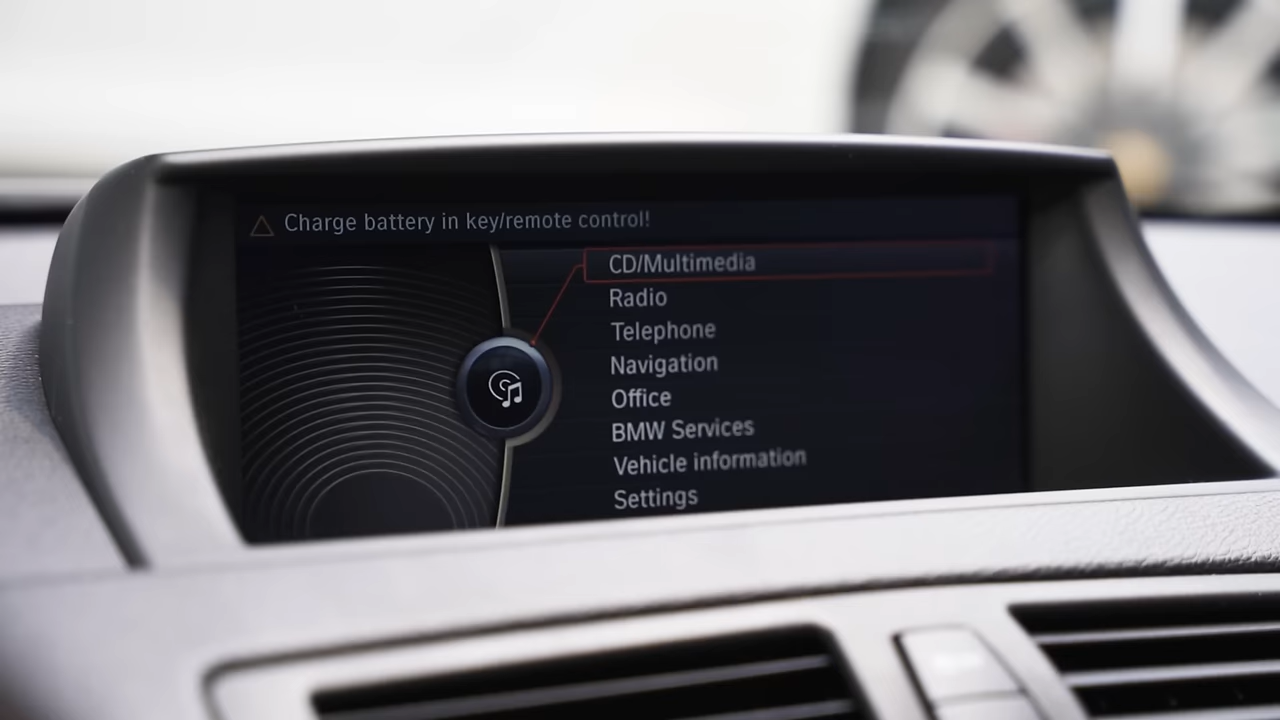 Charge battery in key/remote control!
CD/Multimedia
Radio
Telephone
Navigation
Office
BMW Services
Vehicle information
Settings